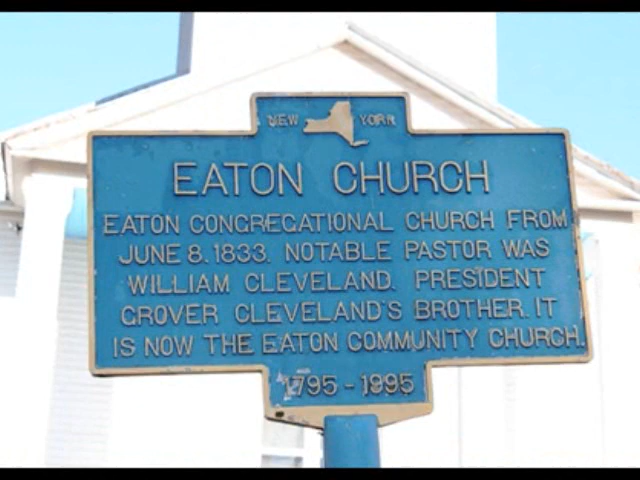 NEW YORK
EATON CHURCH
EATON CONGREGATIONAL CHURCH FROM
JUNE 8, 1833. NOTABLE PASTOR WAS
WILLIAM CLEVELAND, PRESIDENT
GROVER CLEVELAND'S BROTHER. IT
IS NOW THE EATON COMMUNITY CHURCH.
1795 - 1995